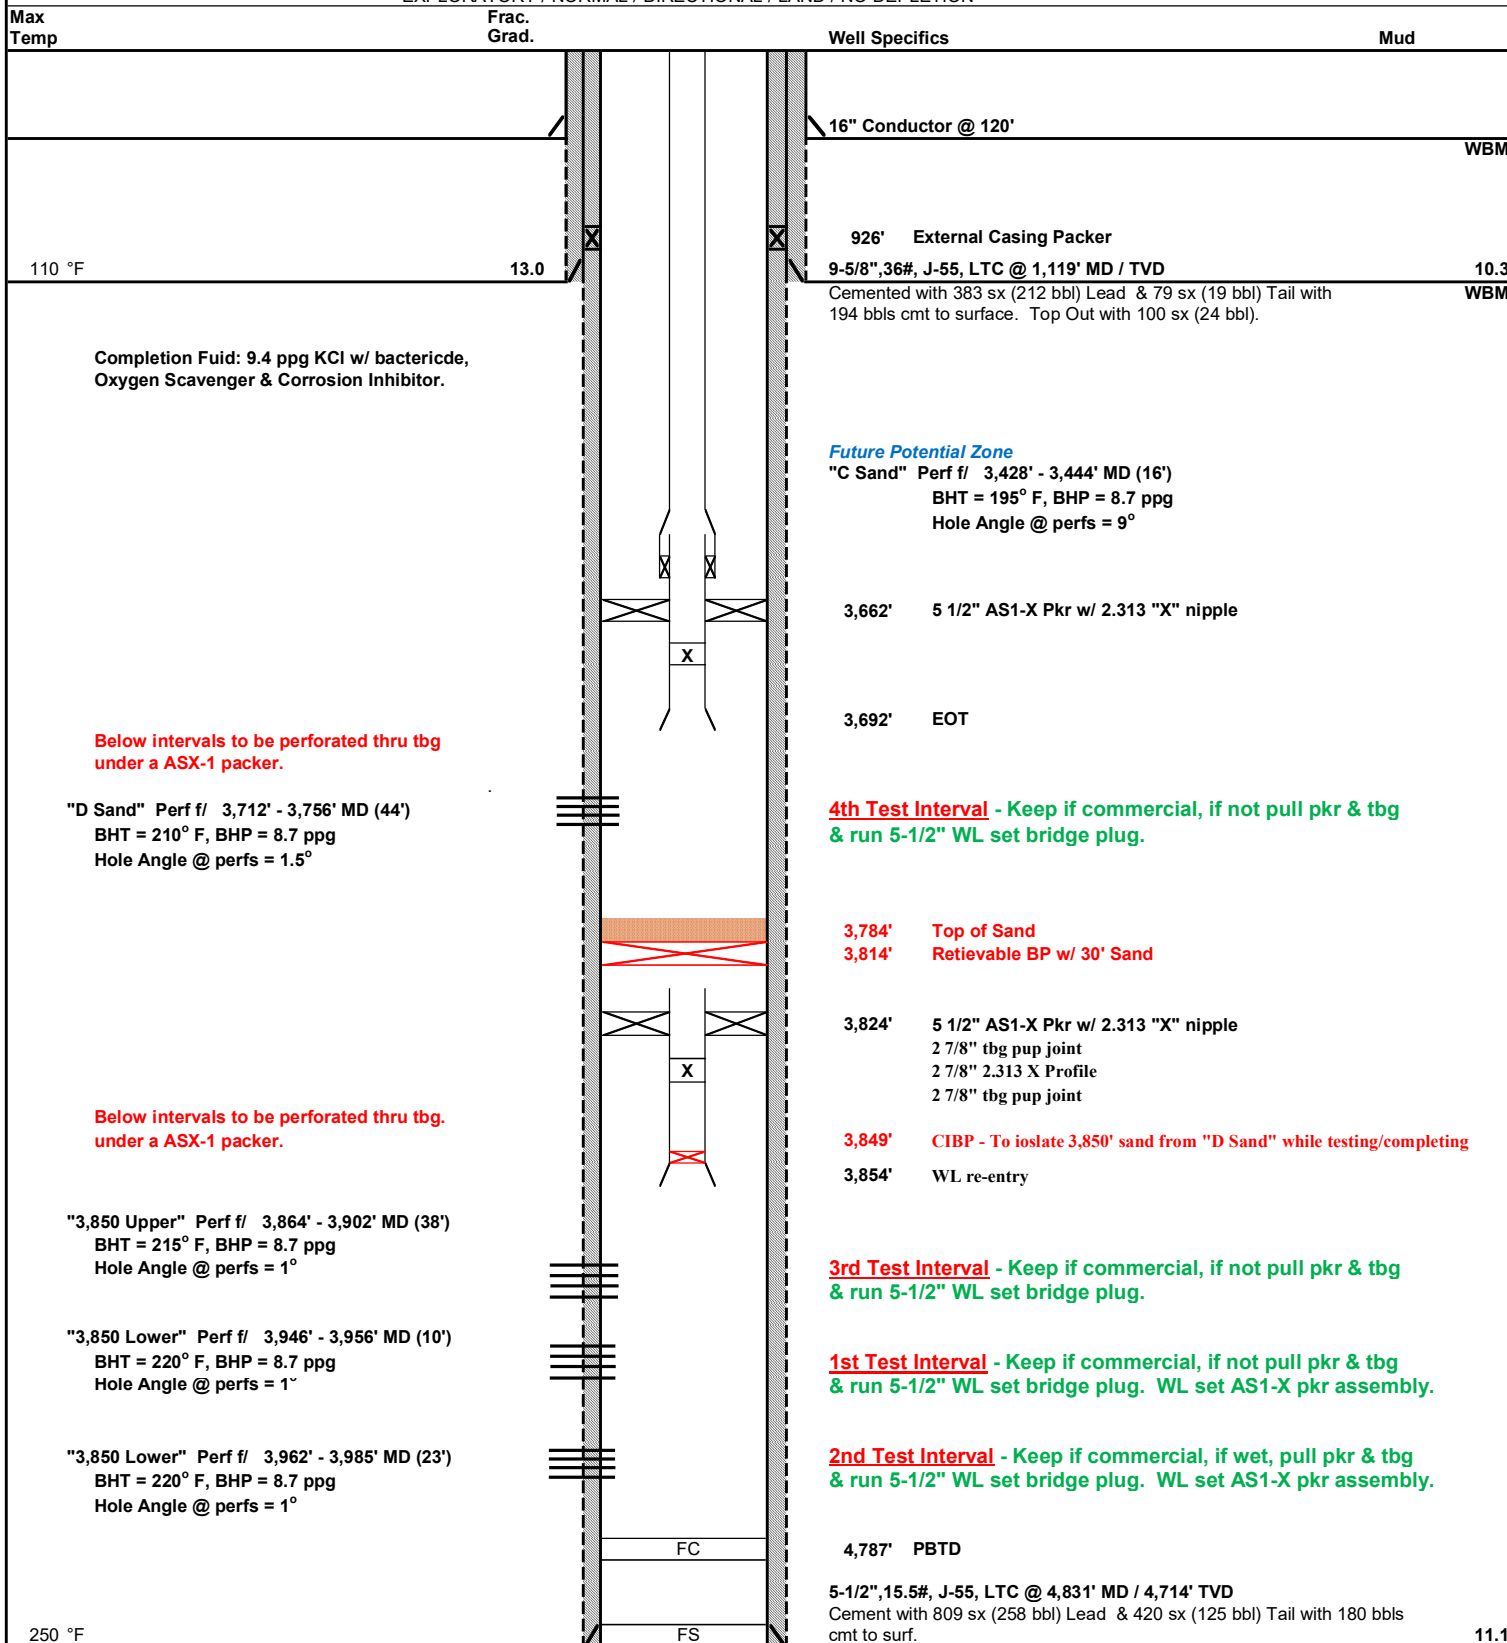 EXPLORATORY / NORMAL / DIRECTIONAL / LAND / NO DEPLETION
Max Temp
Frac. Grad.
Well Specifics
Mud
16" Conductor @ 120'
WBM
926' External Casing Packer
110 °F
13.0
9-5/8",36#, J-55, LTC @ 1,119' MD / TVD
10.3
Cemented with 383 sx (212 bbl) Lead & 79 sx (19 bbl) Tail with
WBM
194 bbls cmt to surface. Top Out with 100 sx (24 bbl).
Completion Fuid: 9.4 ppg KCl w/ bactericde,
Oxygen Scavenger & Corrosion Inhibitor.
Future Potential Zone
"C Sand" Perf f/ 3,428' - 3,444' MD (16')
BHT = 195° F, BHP = 8.7 ppg
Hole Angle @ perfs = 9°
X
X
X
X
3,662' 5 1/2" AS1-X Pkr w/ 2.313 "X" nipple
X
3,692' EOT
Below intervals to be perforated thru tbg
under a ASX-1 packer.
.
"D Sand" Perf f/ 3,712' - 3,756' MD (44')
BHT = 210° F, BHP = 8.7 ppg
Hole Angle @ perfs = 1.5°
4th Test Interval - Keep if commercial, if not pull pkr & tbg
& run 5-1/2" WL set bridge plug.
3,784' Top of Sand
3,814' Retievable BP w/ 30' Sand
3,824' 5 1/2" AS1-X Pkr w/ 2.313 "X" nipple
2 7/8" tbg pup joint
2 7/8" 2.313 X Profile
2 7/8" tbg pup joint
X
Below intervals to be perforated thru tbg.
under a ASX-1 packer.
3,849' CIBP - To ioslate 3,850' sand from "D Sand" while testing/completing
3,854' WL re-entry
"3,850 Upper" Perf f/ 3,864' - 3,902' MD (38')
BHT = 215° F, BHP = 8.7 ppg
Hole Angle @ perfs = 1°
3rd Test Interval - Keep if commercial, if not pull pkr & tbg
& run 5-1/2" WL set bridge plug.
"3,850 Lower" Perf f/ 3,946' - 3,956' MD (10')
BHT = 220° F, BHP = 8.7 ppg
Hole Angle @ perfs = 1°
1st Test Interval - Keep if commercial, if not pull pkr & tbg
& run 5-1/2" WL set bridge plug. WL set AS1-X pkr assembly.
"3,850 Lower" Perf f/ 3,962' - 3,985' MD (23')
BHT = 220° F, BHP = 8.7 ppg
Hole Angle @ perfs = 1°
2nd Test Interval - Keep if commercial, if wet, pull pkr & tbg
& run 5-1/2" WL set bridge plug. WL set AS1-X pkr assembly.
FC
4,787' PBTD
5-1/2",15.5#, J-55, LTC @ 4,831' MD / 4,714' TVD
Cement with 809 sx (258 bbl) Lead & 420 sx (125 bbl) Tail with 180 bbls
cmt to surf.
250 °F
FS
11.1